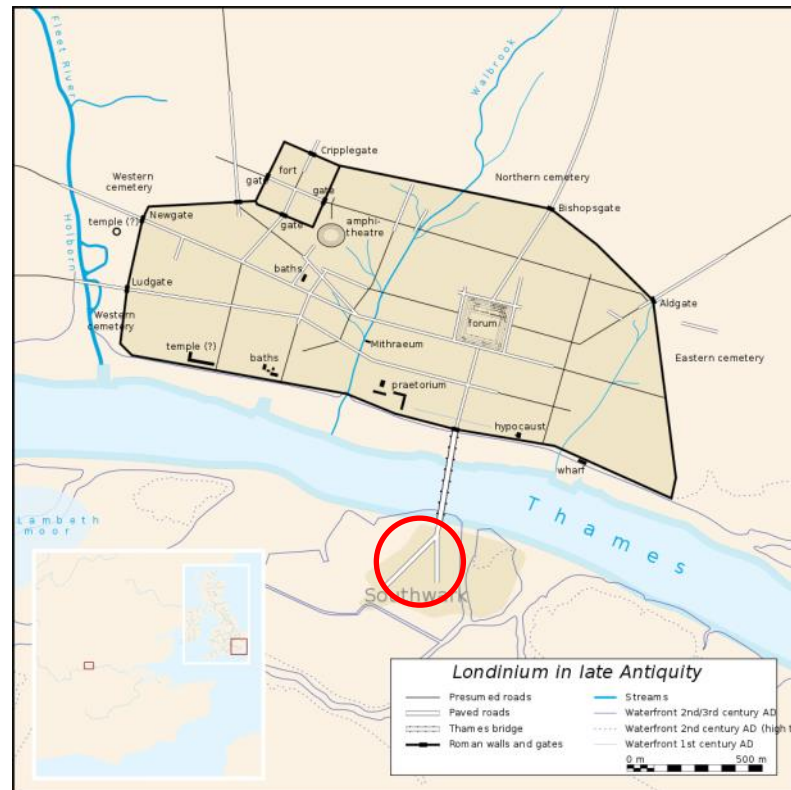 Fleet River
Walbrook
Cripplegate
fort
gate
gate
gate
Western
cemetery
Northern cemetery
temple (?)
Newgate
amphi-
theatre
Bishopsgate
Holborn
baths
Ludgate
Aldgate
Western
cemetery
forum
Mithraeum
temple (?)
baths
Eastern cemetery
praetorium
hypocaust
wharf
Thames
Lambeth
moor
Southwark
Londinium in late Antiquity
Presumed roads
Paved roads
Thames bridge
Roman walls and gates
Streams
Waterfront 2nd/3rd century AD
Waterfront 2nd century AD (high
Waterfront 1st century AD
0 m 500 m